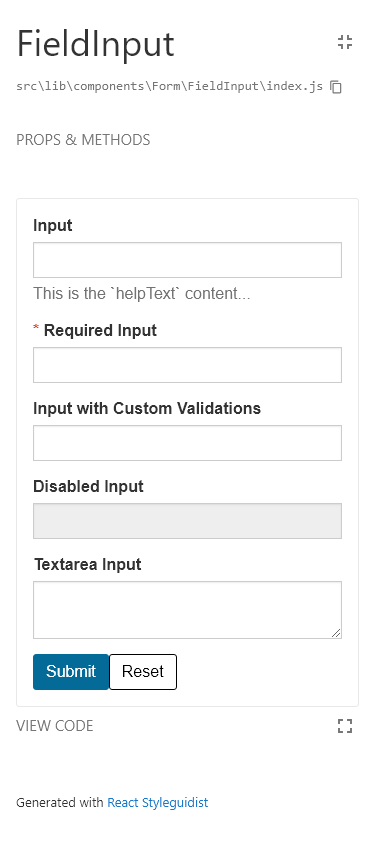 FieldInput
src\lib\components\Form\FieldInput\index.js
PROPS & METHODS
Input
This is the `helpText` content...
* Required Input
Input with Custom Validations
Disabled Input
Textarea Input
Submit Reset
VIEW CODE
Generated with React Styleguidist